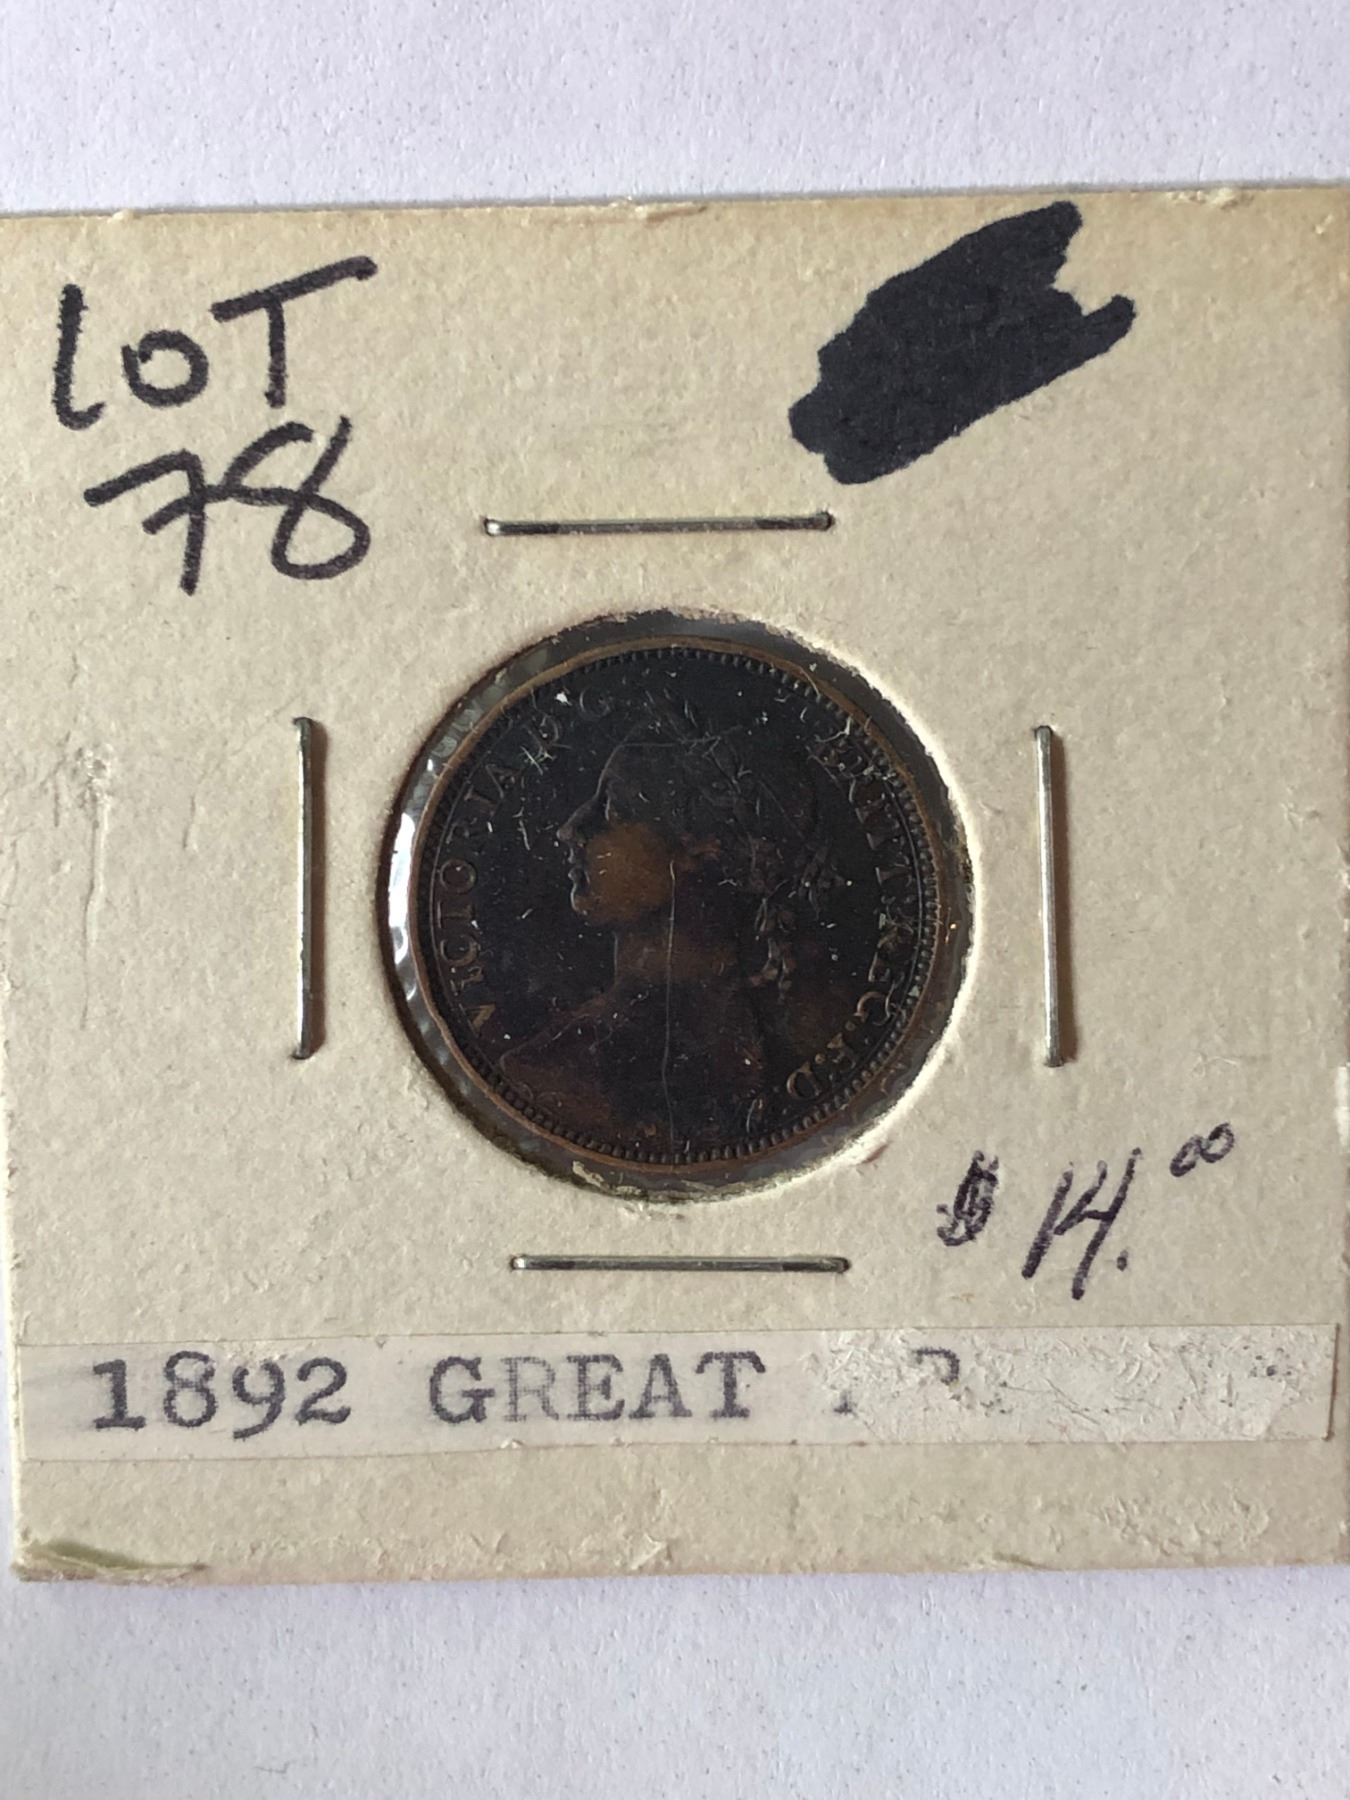 LOT
78
VICTORIA D G BRITT. REG. F: D.
$ 14.00
1892 GREAT